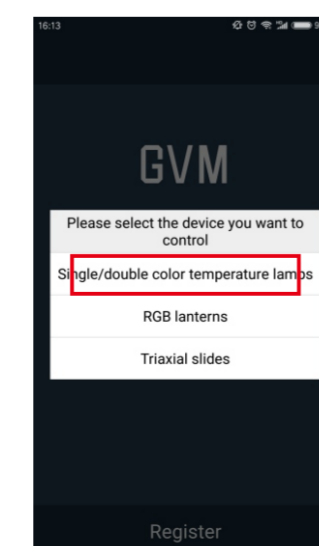 16:13
GVM
Please select the device you want to
control
Single/double color temperature lamps
RGB lanterns
Triaxial slides
Register